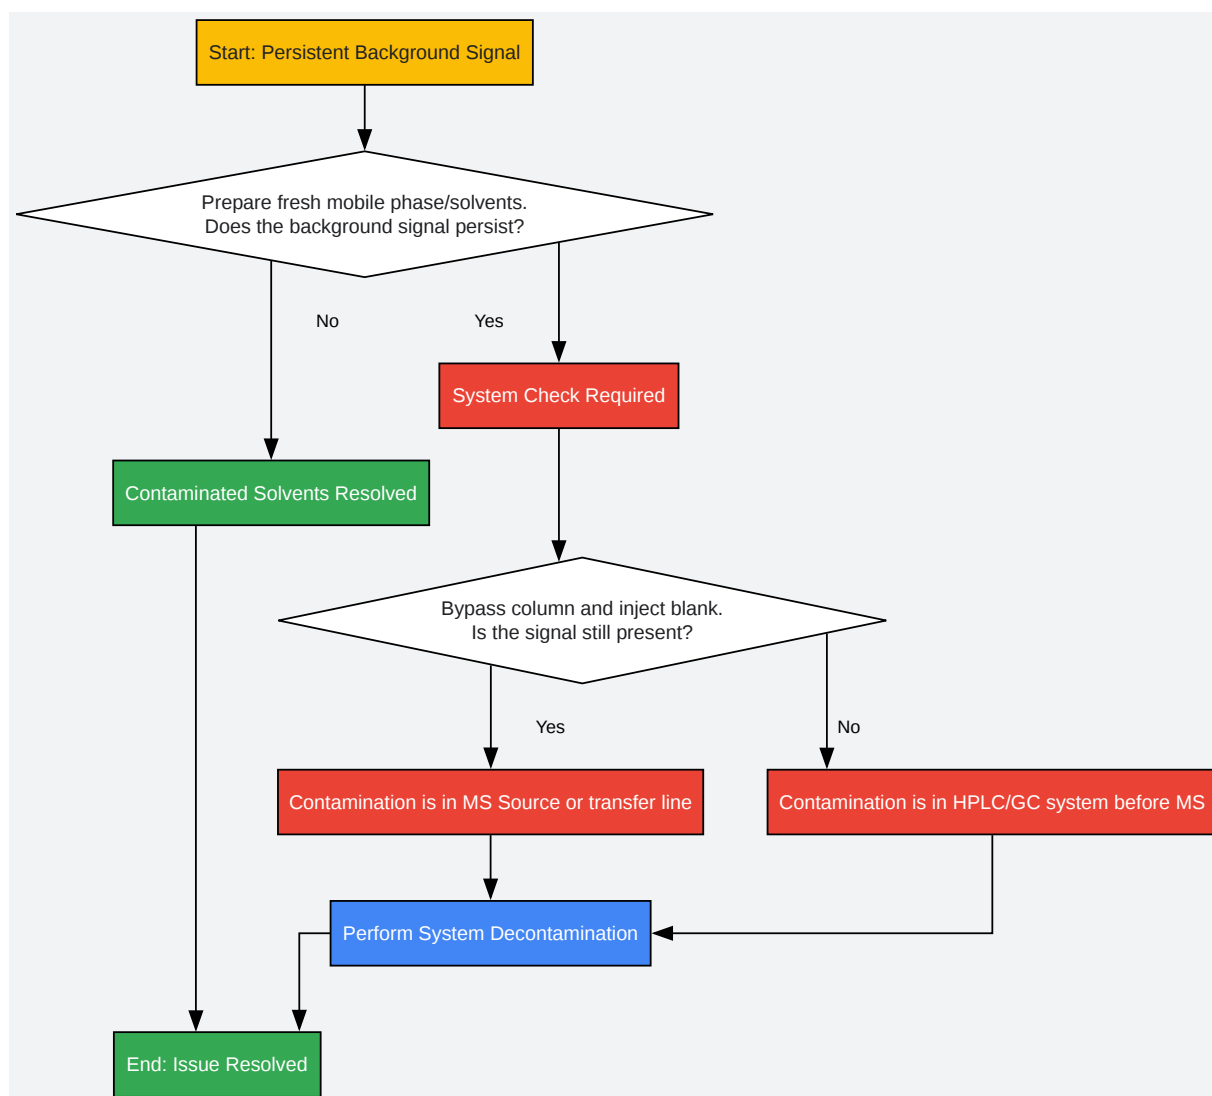 Start: Persistent Background Signal
Prepare fresh mobile phase/solvents.
Does the background signal persist?
No
Yes
System Check Required
Contaminated Solvents Resolved
Bypass column and inject blank.
Is the signal still present?
Yes
No
Contamination is in MS Source or transfer line
Contamination is in HPLC/GC system before MS
Perform System Decontamination
End: Issue Resolved